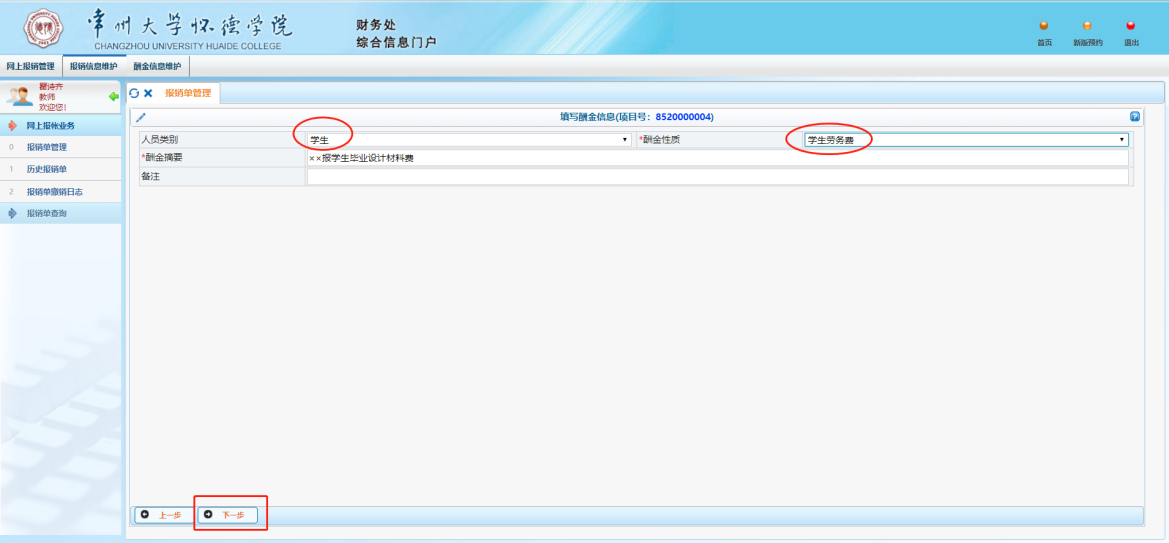 常州大学怀德学院
CHANGZHOU UNIVERSITY HUAIDE COLLEGE
财务处
综合信息门户
首页 新版预约 退出
网上报销管理 报销信息维护 酬金信息维护
教师
欢迎您!
报销单管理
网上报帐业务
0 报销单管理
1 历史报销单
2 报销单撤销日志
报销单查询
填写酬金信息(项目号：8520000004)
人员类别 学生 *酬金性质 学生劳务费
*酬金摘要 ××报学生毕业设计材料费
备注
上一步 下一步